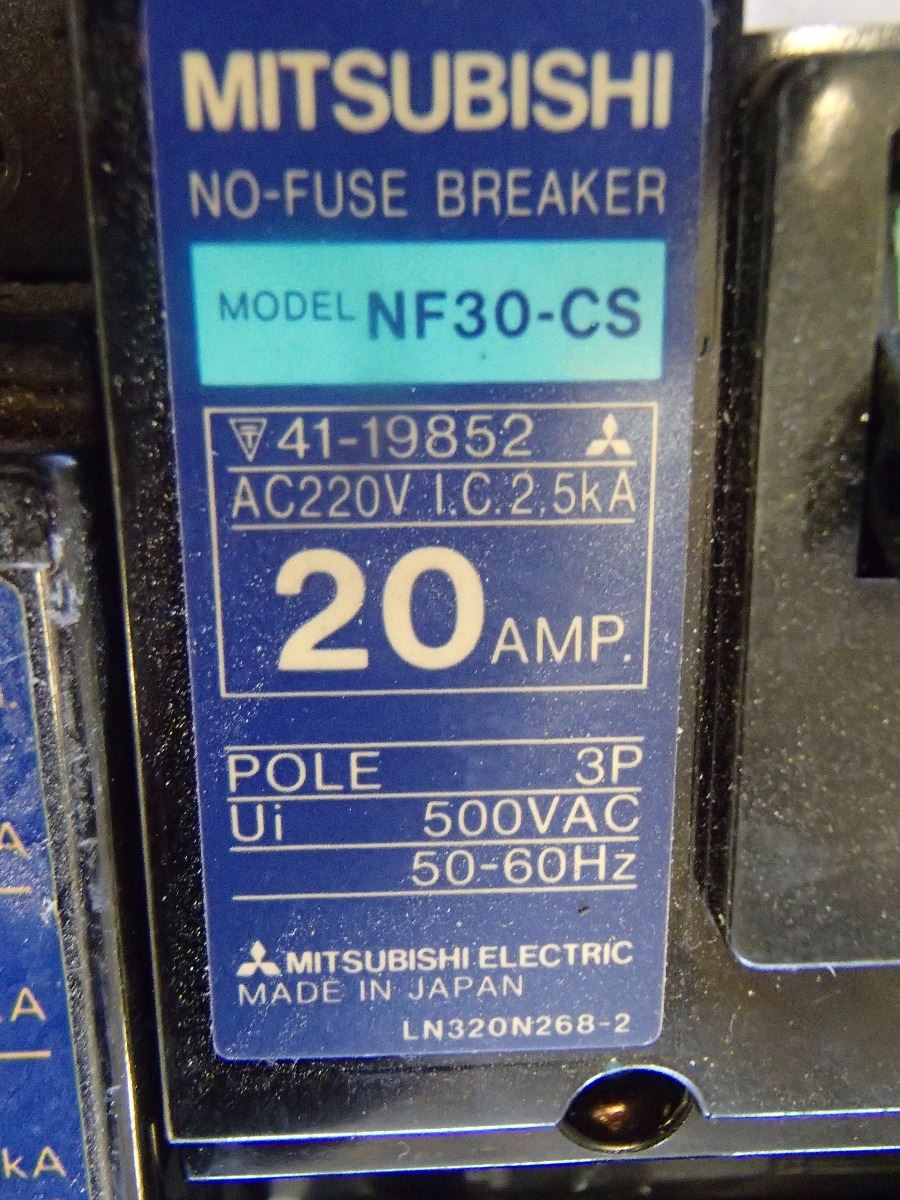 MITSUBISHI
NO-FUSE BREAKER
MODEL NF30-CS
41-19852
AC220V I.C. 2.5kA
20 AMP.
POLE 3P
Ui 500VAC
50-60Hz
MITSUBISHI ELECTRIC
MADE IN JAPAN
LN320N268-2
A
A
kA